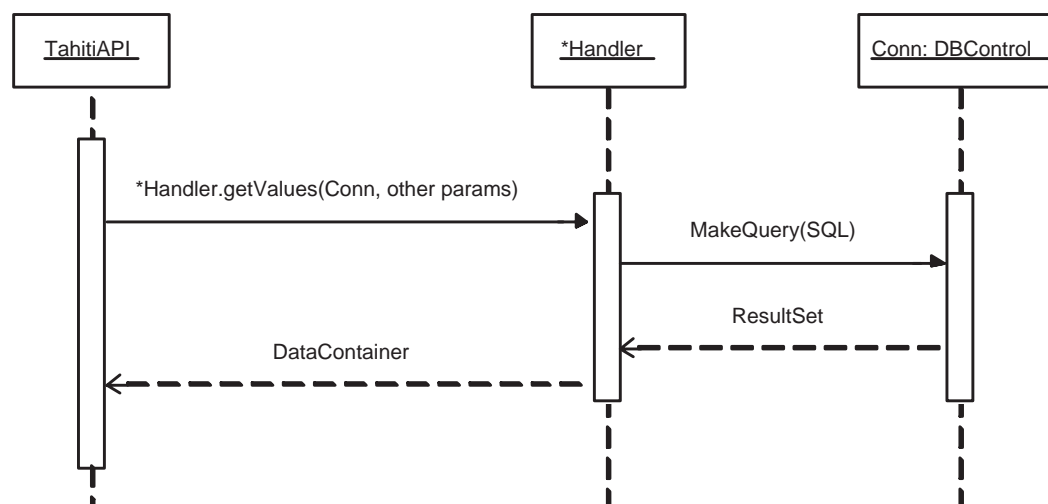 TahitiAPI
*Handler
Conn: DBControl
*Handler.getValues(Conn, other params)
MakeQuery(SQL)
ResultSet
DataContainer